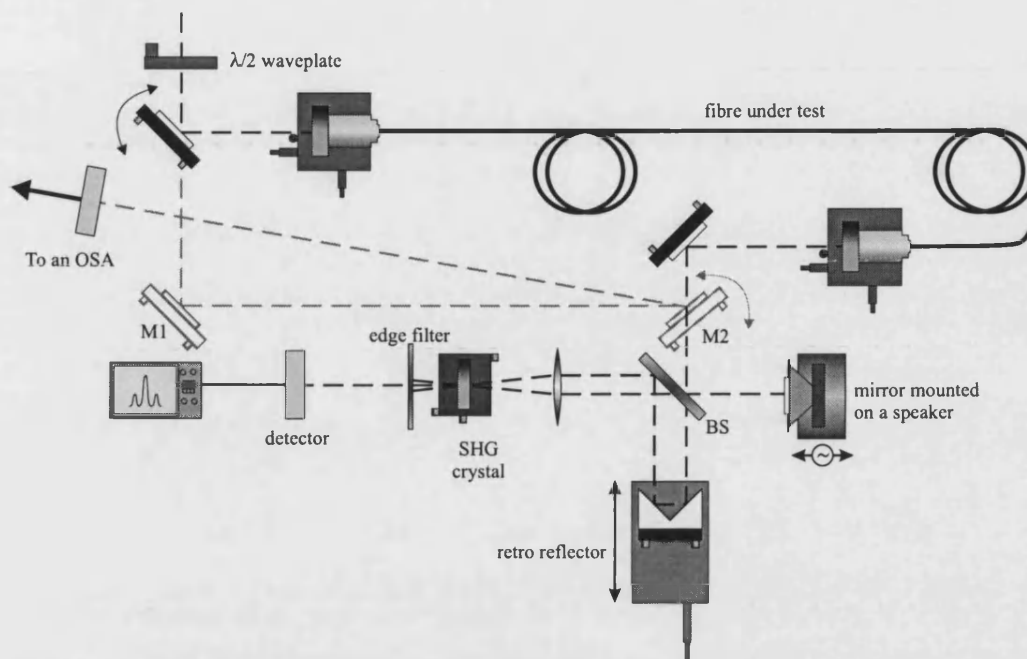 λ/2 waveplate
fibre under test
To an OSA
M1
M2
edge filter
mirror mounted
on a speaker
BS
detector
SHG
crystal
~
retro reflector